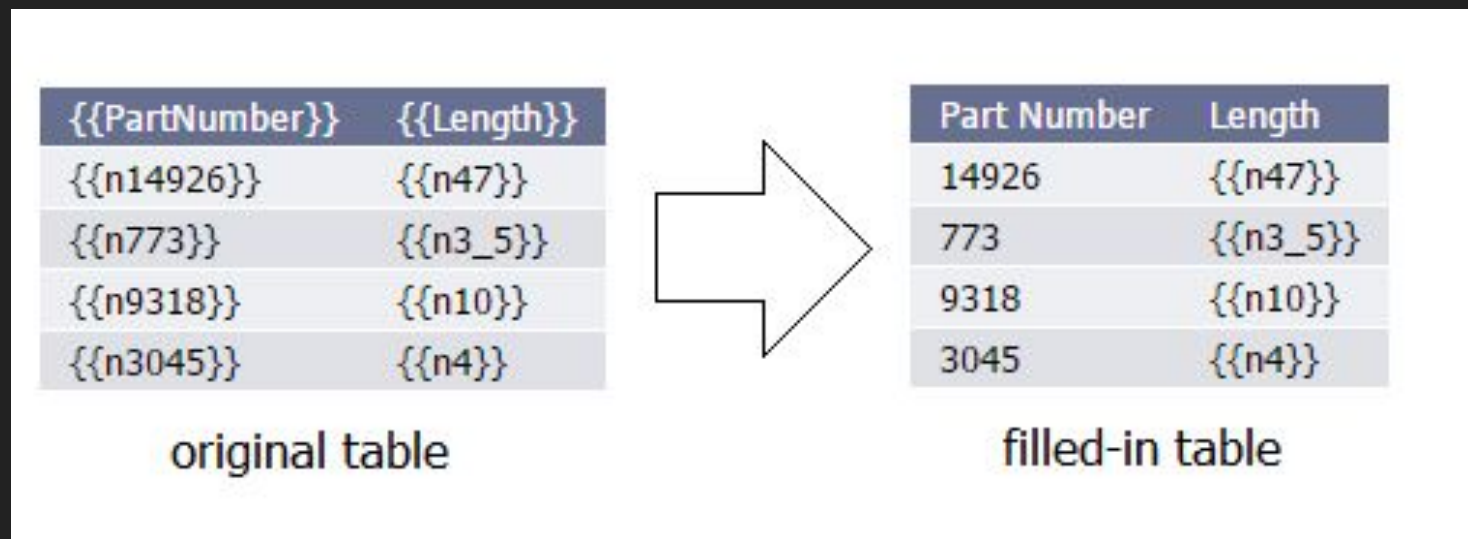 {{PartNumber}} {{Length}}
{{n14926}} {{n47}}
{{n773}} {{n3_5}}
{{n9318}} {{n10}}
{{n3045}} {{n4}}
original table
Part Number Length
14926 {{n47}}
773 {{n3_5}}
9318 {{n10}}
3045 {{n4}}
filled-in table